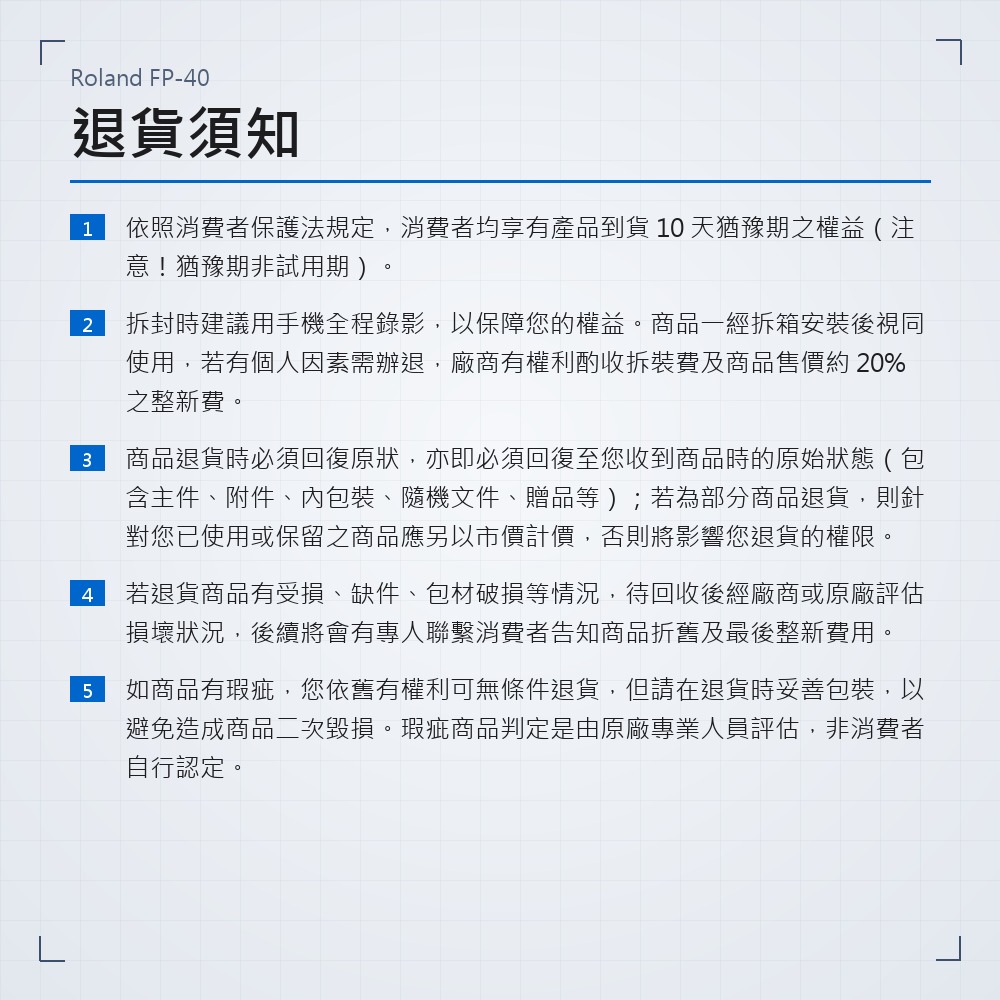 Roland FP-40
退貨須知
1 依照消費者保護法規定，消費者均享有產品到貨 10 天猶豫期之權益（注
意！猶豫期非試用期）。
2 拆封時建議用手機全程錄影，以保障您的權益。商品一經拆箱安裝後視同
使用，若有個人因素需辦退，廠商有權利酌收拆裝費及商品售價約 20%
之整新費。
3 商品退貨時必須回復原狀，亦即必須回復至您收到商品時的原始狀態（包
含主件、附件、內包裝、隨機文件、贈品等）；若為部分商品退貨，則針
對您已使用或保留之商品應另以市價計價，否則將影響您退貨的權限。
4 若退貨商品有受損、缺件、包材破損等情況，待回收後經廠商或原廠評估
損壞狀況，後續將會有專人聯繫消費者告知商品折舊及最後整新費用。
5 如商品有瑕疵，您依舊有權利可無條件退貨，但請在退貨時妥善包裝，以
避免造成商品二次毀損。瑕疵商品判定是由原廠專業人員評估，非消費者
自行認定。